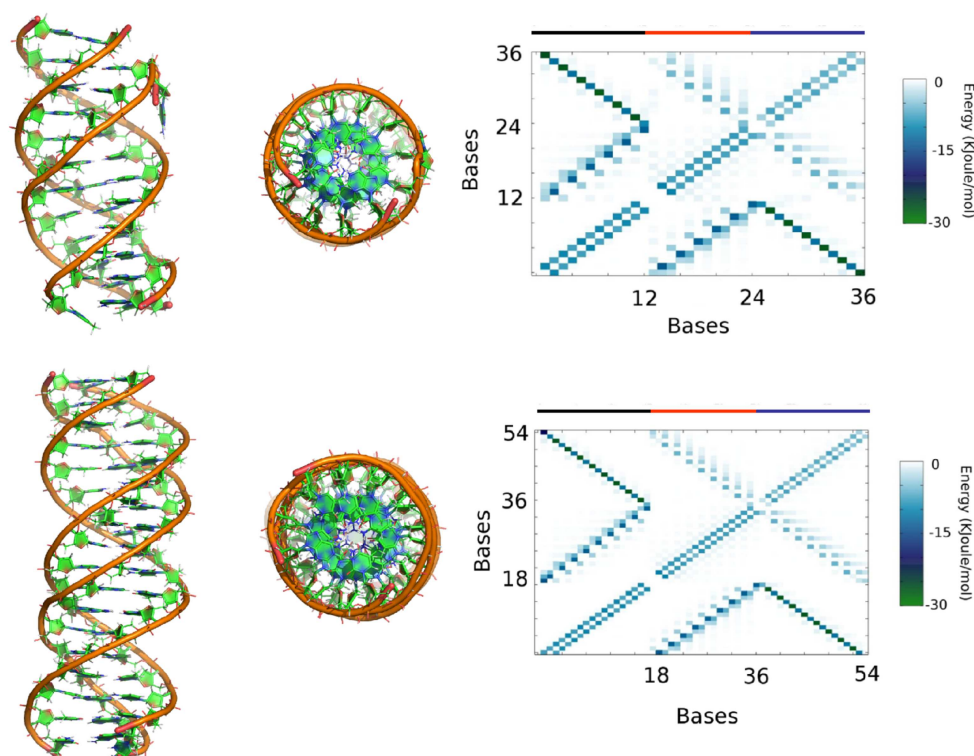 36
24
12
Bases
12 24 36
Bases
0
-15
-30
Energy (KJoule/mol)
54
36
18
Bases
18 36 54
Bases
0
-15
-30
Energy (KJoule/mol)